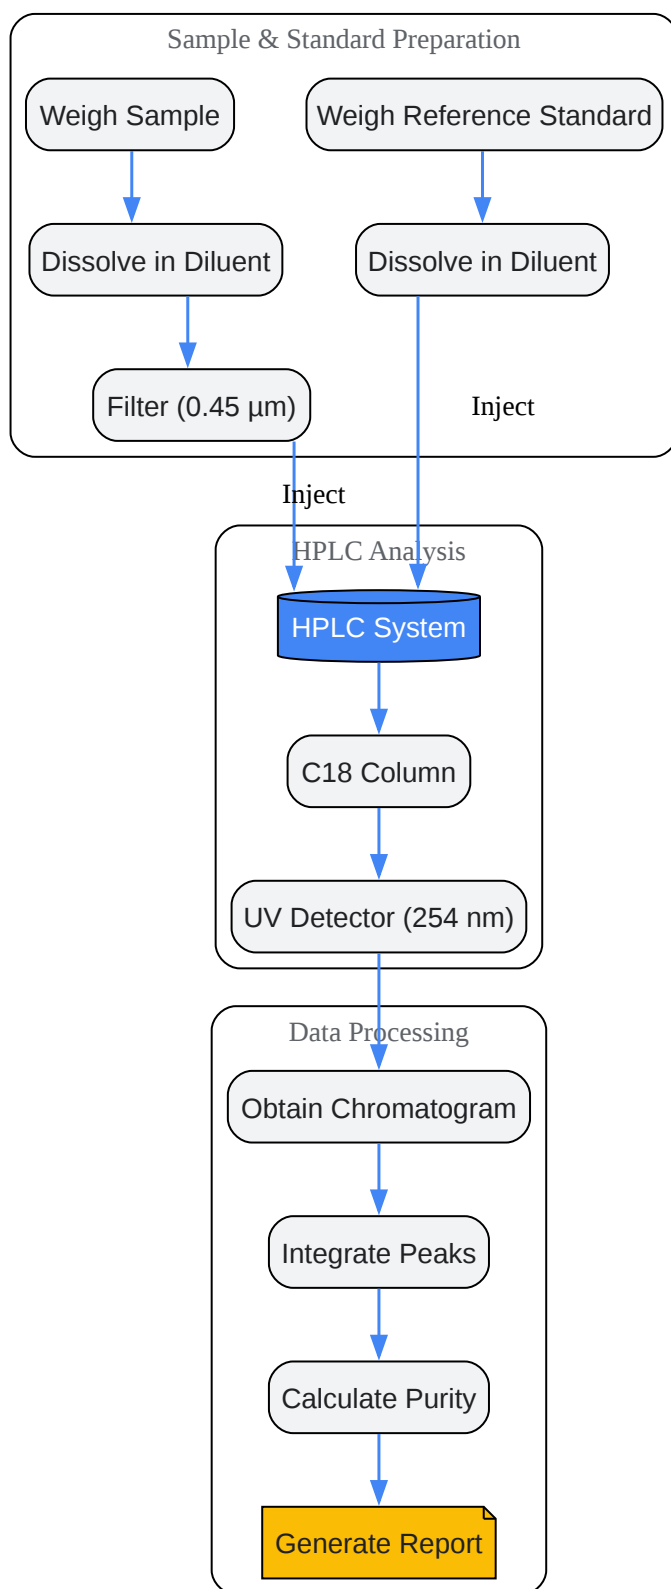 Sample & Standard Preparation
Weigh Sample
Weigh Reference Standard
Dissolve in Diluent
Dissolve in Diluent
Filter (0.45 µm)
Inject
Inject
HPLC Analysis
HPLC System
C18 Column
UV Detector (254 nm)
Data Processing
Obtain Chromatogram
Integrate Peaks
Calculate Purity
Generate Report